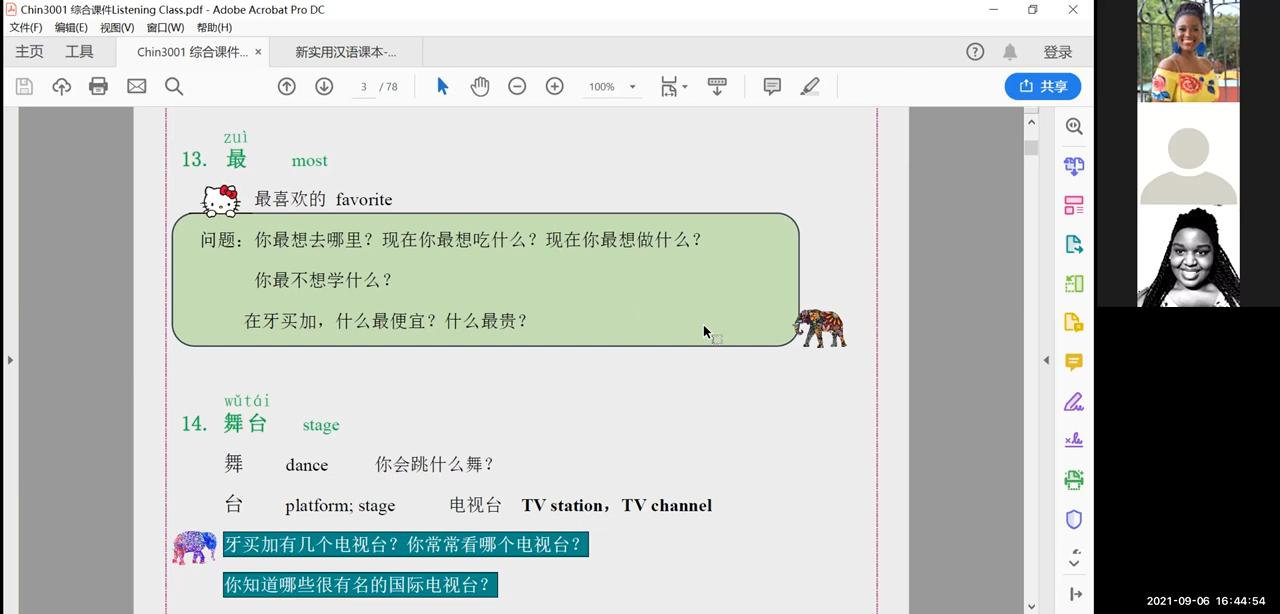 Chin3001 综合课件Listening Class.pdf - Adobe Acrobat Pro DC
文件(F) 编辑(E) 视图(V) 窗口(W) 帮助(H)
主页 工具 Chin3001 综合课件... × 新实用汉语课本-... 登录
3 / 78 100% 共享
zuì
13. 最 most
最喜欢的 favorite
问题：你最想去哪里？现在你最想吃什么？现在你最想做什么？
你最不想学什么？
在牙买加，什么最便宜？什么最贵？
wǔtái
14. 舞台 stage
舞 dance 你会跳什么舞？
台 platform; stage 电视台 TV station，TV channel
牙买加有几个电视台？你常常看哪个电视台？
你知道哪些很有名的国际电视台？
2021-09-06 16:44:54